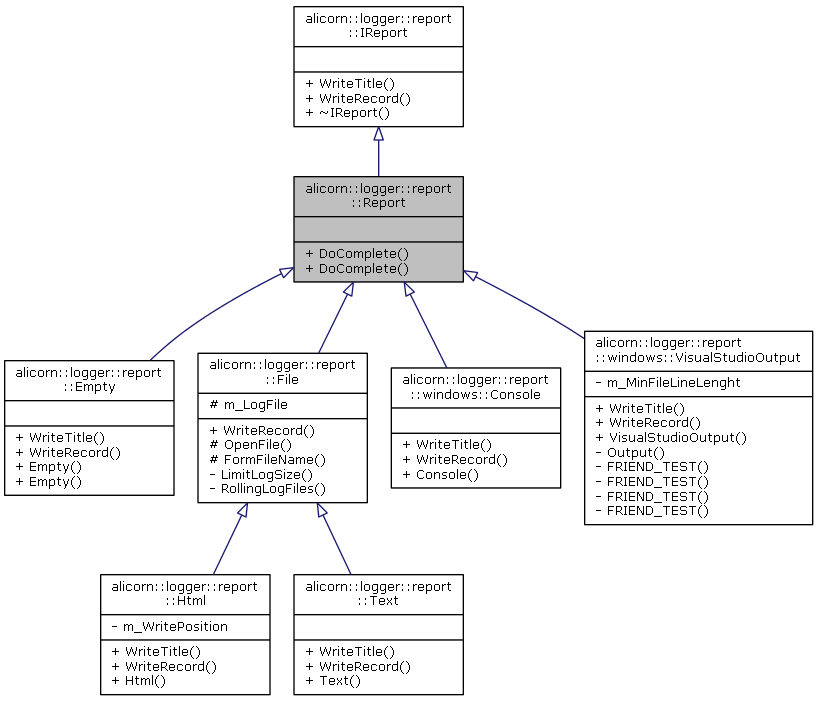 alicorn::logger::report
::IReport
+ WriteTitle()
+ WriteRecord()
+ ~IReport()
alicorn::logger::report
::Report
+ DoComplete()
+ DoComplete()
alicorn::logger::report
::Empty
+ WriteTitle()
+ WriteRecord()
+ Empty()
+ Empty()
alicorn::logger::report
::File
# m_LogFile
+ WriteRecord()
# OpenFile()
# FormFileName()
- LimitLogSize()
- RollingLogFiles()
alicorn::logger::report
::windows::Console
+ WriteTitle()
+ WriteRecord()
+ Console()
alicorn::logger::report
::windows::VisualStudioOutput
- m_MinFileLineLenght
+ WriteTitle()
+ WriteRecord()
+ VisualStudioOutput()
- Output()
- FRIEND_TEST()
- FRIEND_TEST()
- FRIEND_TEST()
- FRIEND_TEST()
alicorn::logger::report
::Html
- m_WritePosition
+ WriteTitle()
+ WriteRecord()
+ Html()
alicorn::logger::report
::Text
+ WriteTitle()
+ WriteRecord()
+ Text()